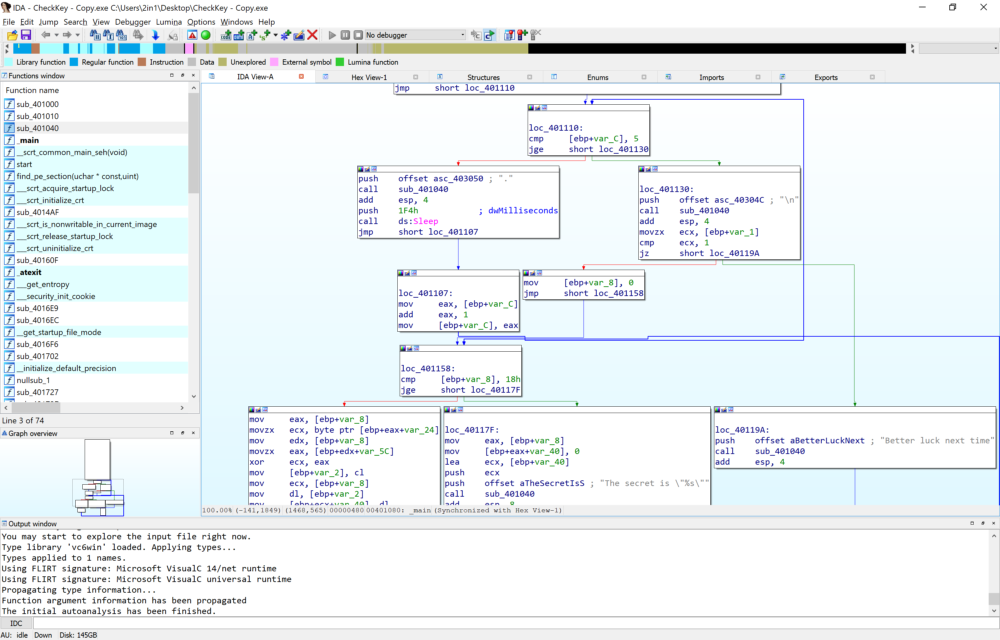 IDA - CheckKey - Copy.exe C:\Users\2in1\Desktop\CheckKey - Copy.exe
File Edit Jump Search View Debugger Lumina Options Windows Help
No debugger
Library function Regular function Instruction Data Unexplored External symbol Lumina function
Functions window
Function name
sub_401000
sub_401010
sub_401040
_main
__scrt_common_main_seh(void)
start
find_pe_section(uchar * const,uint)
___scrt_acquire_startup_lock
___scrt_initialize_crt
sub_4014AF
___scrt_is_nonwritable_in_current_image
___scrt_release_startup_lock
___scrt_uninitialize_crt
sub_40160F
_atexit
___get_entropy
___security_init_cookie
sub_4016E9
sub_4016EC
__get_startup_file_mode
sub_4016F6
sub_401702
__initialize_default_precision
nullsub_1
sub_401727
Line 3 of 74
Graph overview
IDA View-A Hex View-1 Structures Enums Imports Exports
jmp short loc_401110
loc_401110:
cmp [ebp+var_C], 5
jge short loc_401130
push offset asc_403050 ; "."
call sub_401040
add esp, 4
push 1F4h ; dwMilliseconds
call ds:Sleep
jmp short loc_401107
loc_401130:
push offset asc_40304C ; "\n"
call sub_401040
add esp, 4
movzx ecx, [ebp+var_1]
cmp ecx, 1
jz short loc_40119A
loc_401107:
mov eax, [ebp+var_C]
add eax, 1
mov [ebp+var_C], eax
mov [ebp+var_8], 0
jmp short loc_401158
loc_401158:
cmp [ebp+var_8], 18h
jge short loc_40117F
mov eax, [ebp+var_8]
movzx ecx, byte ptr [ebp+eax+var_24]
mov edx, [ebp+var_8]
movzx eax, [ebp+edx+var_5C]
xor ecx, eax
mov [ebp+var_2], cl
mov ecx, [ebp+var_8]
mov dl, [ebp+var_2]
mov [ebp+ecx+var_40], dl
loc_40117F:
mov eax, [ebp+var_8]
mov [ebp+eax+var_40], 0
lea ecx, [ebp+var_40]
push ecx
push offset aTheSecretIsS ; "The secret is \"%s\""
call sub_401040
add esp, 8
loc_40119A:
push offset aBetterLuckNext ; "Better luck next time"
call sub_401040
add esp, 4
100.00% (-141,1849) (1468,565) 00000480 00401080: _main (Synchronized with Hex View-1)
Output window
You may start to explore the input file right now.
Type library 'vc6win' loaded. Applying types...
Types applied to 1 names.
Using FLIRT signature: Microsoft VisualC 14/net runtime
Using FLIRT signature: Microsoft VisualC universal runtime
Propagating type information...
Function argument information has been propagated
The initial autoanalysis has been finished.
IDC
AU: idle Down Disk: 145GB